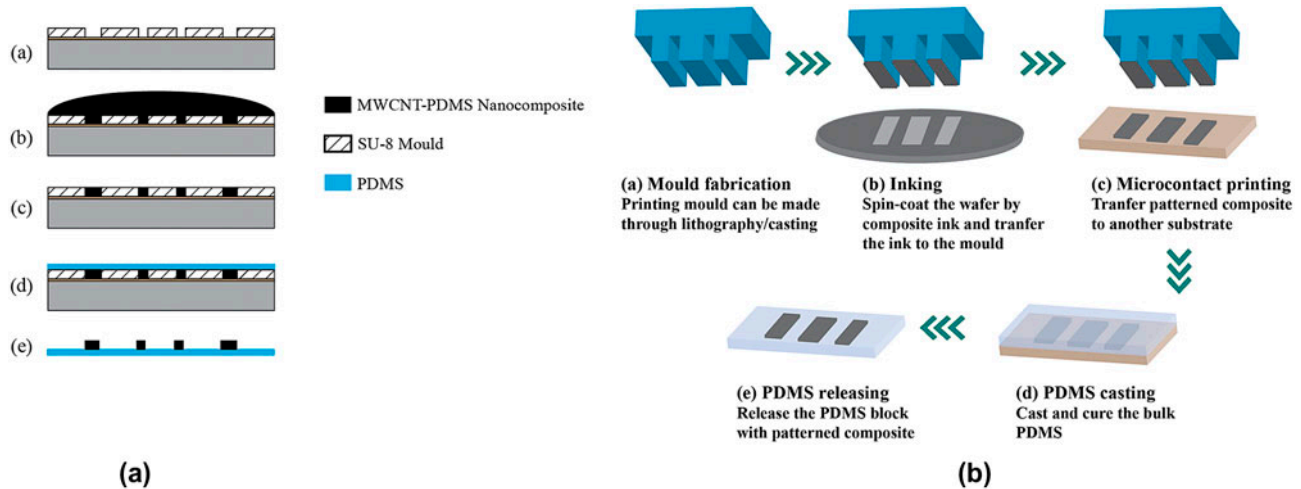 (a)
(b)
(c)
(d)
(e)
MWCNT-PDMS Nanocomposite
SU-8 Mould
PDMS
(a)
(a) Mould fabrication
Printing mould can be made
through lithography/casting
(b) Inking
Spin-coat the wafer by
composite ink and tranfer
the ink to the mould
(c) Microcontact printing
Tranfer patterned composite
to another substrate
(e) PDMS releasing
Release the PDMS block
with patterned composite
(d) PDMS casting
Cast and cure the bulk
PDMS
(b)